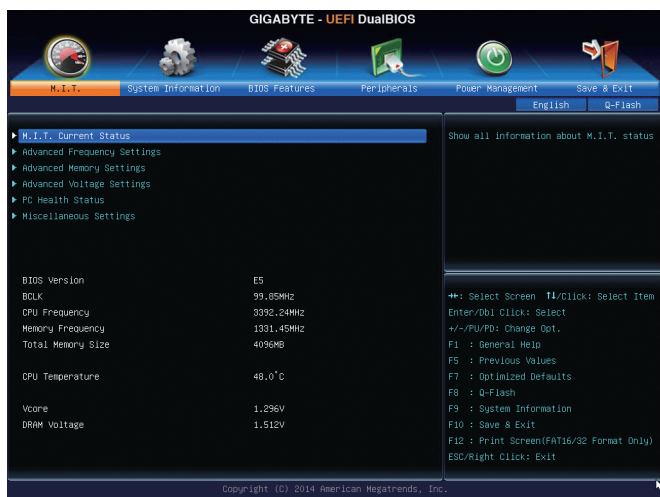 GIGABYTE - UEFI DualBIOS
M.I.T.
System Information
BIOS Features
Peripherals
Power Management
Save & Exit
English
Q-Flash
M.I.T. Current Status
Advanced Frequency Settings
Advanced Memory Settings
Advanced Voltage Settings
PC Health Status
Miscellaneous Settings
BIOS Version E5
BCLK 99.85MHz
CPU Frequency 3392.24MHz
Memory Frequency 1331.45MHz
Total Memory Size 4096MB
CPU Temperature 48.0°C
Vcore 1.296V
DRAM Voltage 1.512V
Show all information about M.I.T. status
→←: Select Screen ↑↓/Click: Select Item
Enter/Dbl Click: Select
+/-/PU/PD: Change Opt.
F1 : General Help
F5 : Previous Values
F7 : Optimized Defaults
F8 : Q-Flash
F9 : System Information
F10 : Save & Exit
F12 : Print Screen(FAT16/32 Format Only)
ESC/Right Click: Exit
Copyright (C) 2014 American Megatrends, Inc.